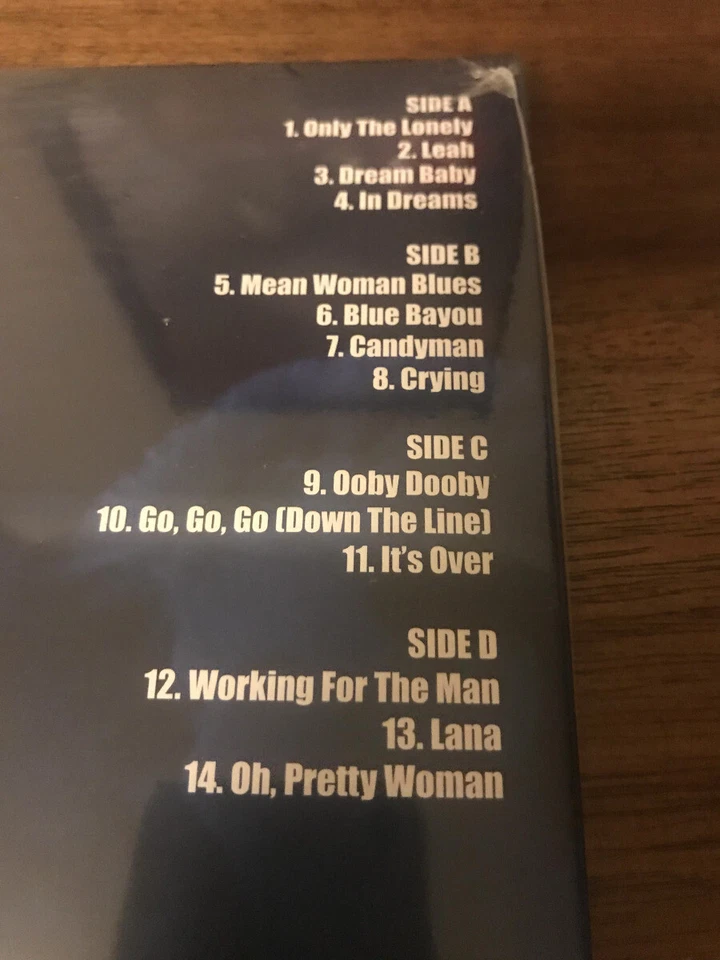 SIDE A
1. Only The Lonely
2. Leah
3. Dream Baby
4. In Dreams
SIDE B
5. Mean Woman Blues
6. Blue Bayou
7. Candyman
8. Crying
SIDE C
9. Ooby Dooby
10. Go, Go, Go (Down The Line)
11. It's Over
SIDE D
12. Working For The Man
13. Lana
14. Oh, Pretty Woman